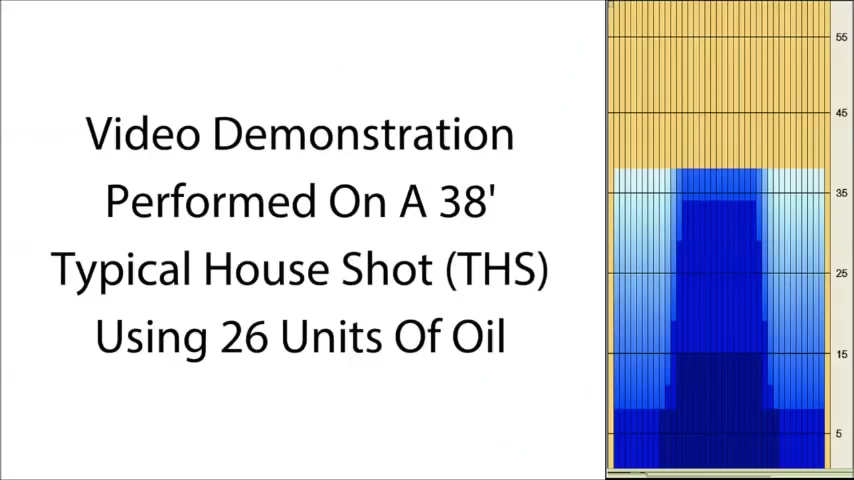 Video Demonstration
Performed On A 38'
Typical House Shot (THS)
Using 26 Units Of Oil
55
45
35
25
15
5